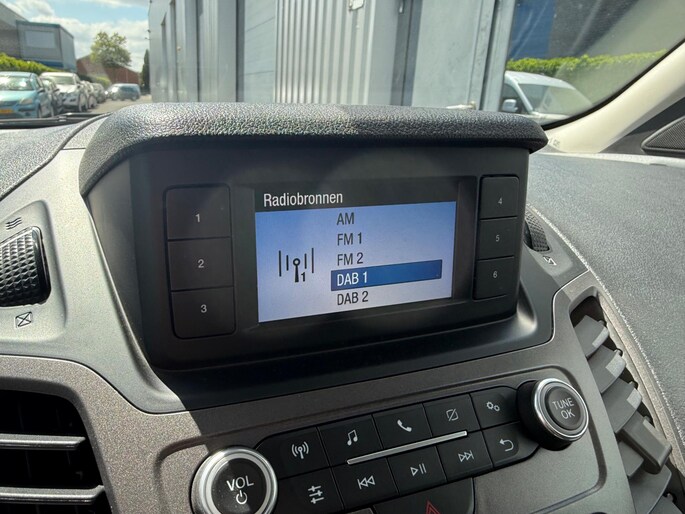 Radiobronnen
AM
FM 1
FM 2
DAB 1
DAB 2
1
1
2
3
4
5
6
VOL
TUNE
OK